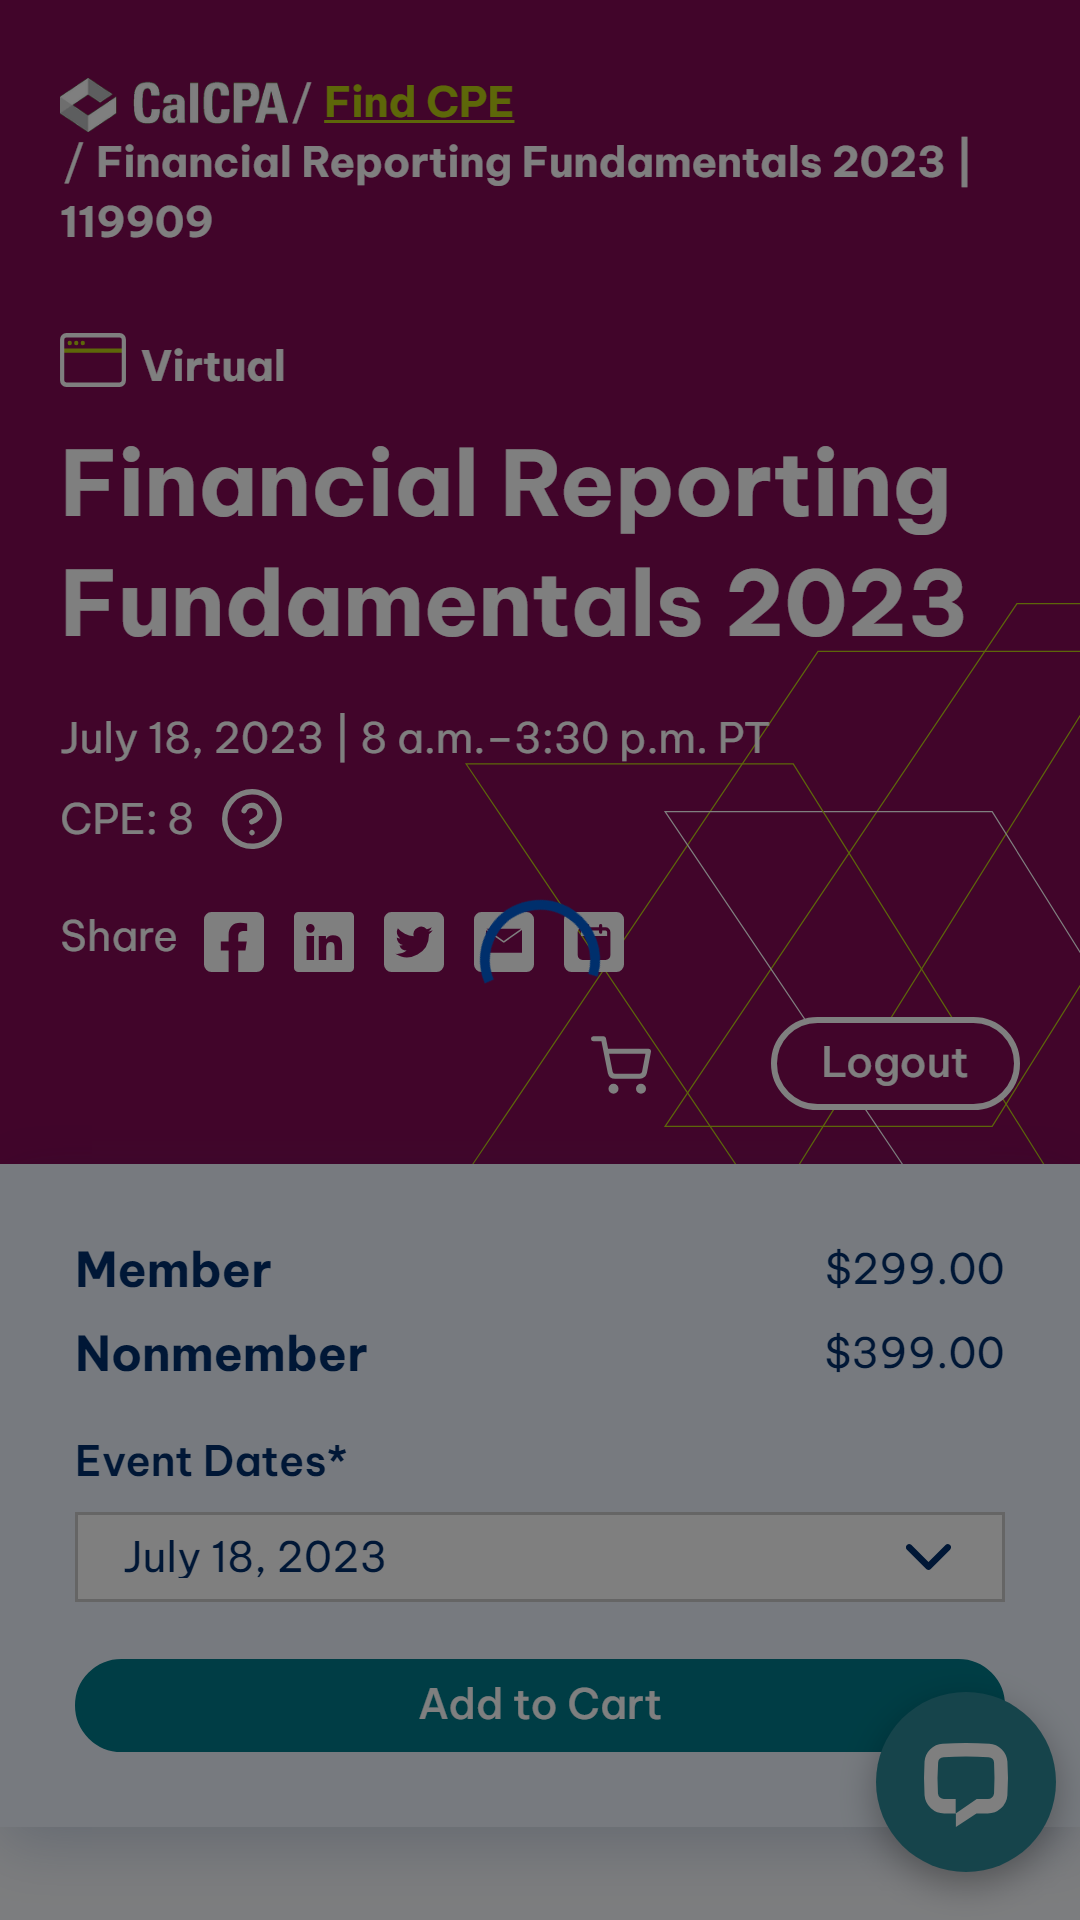 CalCPA / Find CPE
/ Financial Reporting Fundamentals 2023 |
119909
Virtual
Financial Reporting
Fundamentals 2023
July 18, 2023 | 8 a.m.–3:30 p.m. PT
CPE: 8 ?
Share
Logout
Member $299.00
Nonmember $399.00
Event Dates*
July 18, 2023
Add to Cart